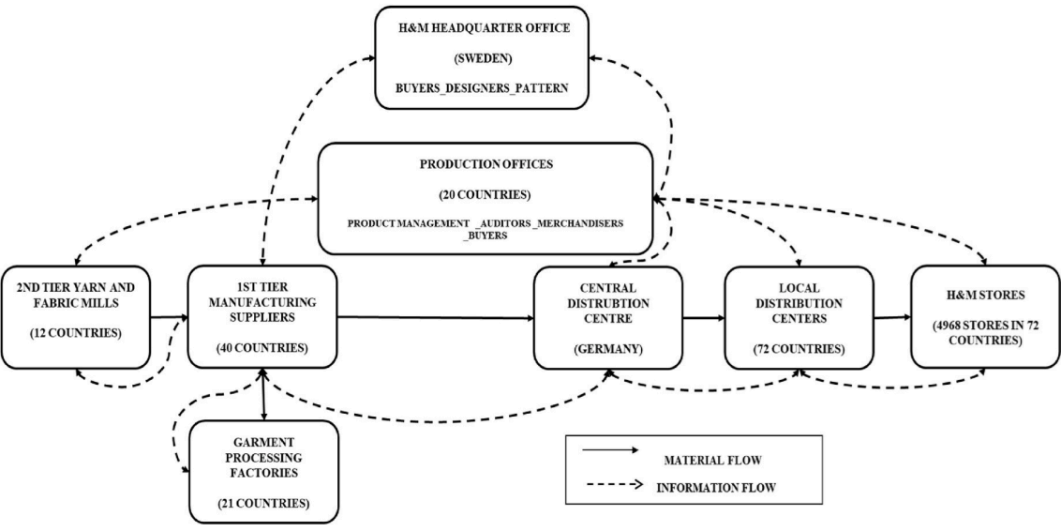 H&M HEADQUARTER OFFICE
(SWEDEN)
BUYERS_DESIGNERS_PATTERN
PRODUCTION OFFICES
(20 COUNTRIES)
PRODUCT MANAGEMENT _AUDITORS _MERCHANDISERS
_BUYERS
2ND TIER YARN AND
FABRIC MILLS
(12 COUNTRIES)
1ST TIER
MANUFACTURING
SUPPLIERS
(40 COUNTRIES)
CENTRAL
DISTRUBTION
CENTRE
(GERMANY)
LOCAL
DISTRIBUTION
CENTERS
(72 COUNTRIES)
H&M STORES
(4968 STORES IN 72
COUNTRIES)
GARMENT
PROCESSING
FACTORIES
(21 COUNTRIES)
MATERIAL FLOW
INFORMATION FLOW